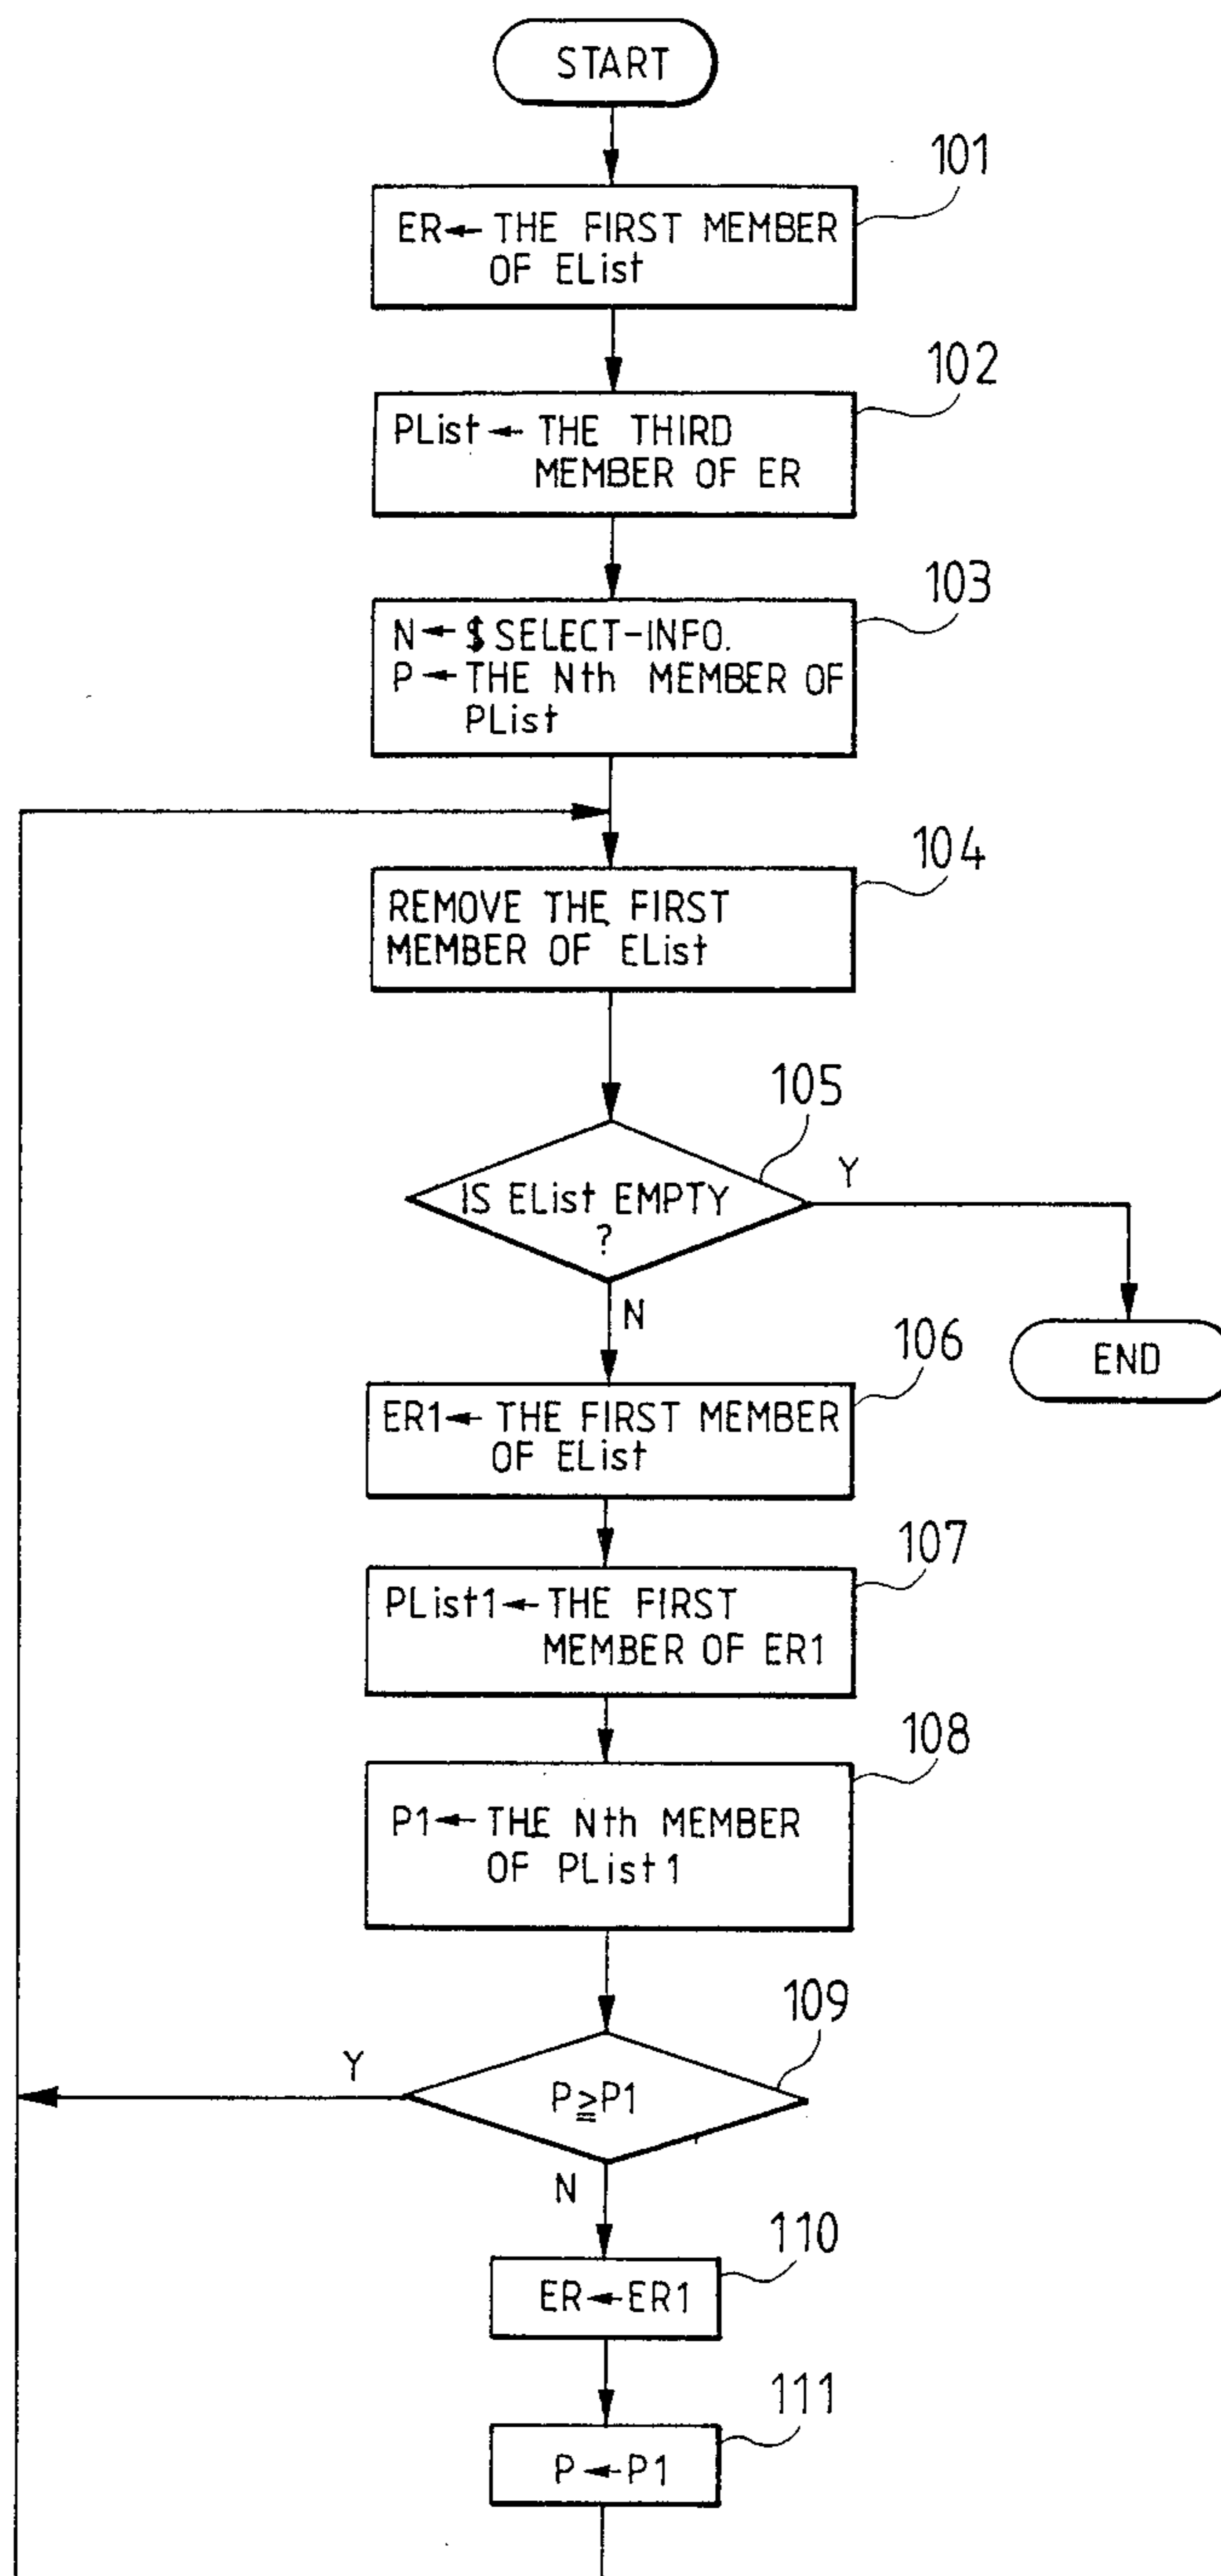 START
101
ER← THE FIRST MEMBER
OF EList
102
PList← THE THIRD
MEMBER OF ER
103
N←$SELECT-INFO.
P←THE Nth MEMBER OF
PList
104
REMOVE THE FIRST
MEMBER OF EList
105
IS EList EMPTY
?
Y
N
END
106
ER1← THE FIRST MEMBER
OF EList
107
PList1←THE FIRST
MEMBER OF ER1
108
P1←THE Nth MEMBER
OF PList1
109
Y
P≧P1
N
110
ER←ER1
111
P←P1